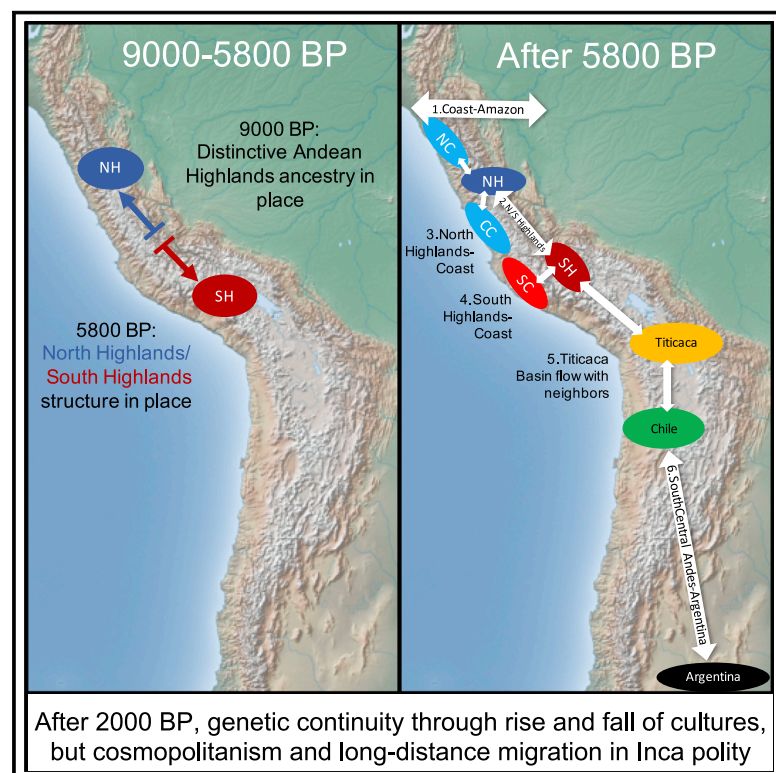 9000-5800 BP
9000 BP:
Distinctive Andean
Highlands ancestry in
place
NH
SH
5800 BP:
North Highlands/
South Highlands
structure in place
After 5800 BP
1.Coast-Amazon
NC
NH
2.N/S Highlands
CC
3.North
Highlands-
Coast
SH
SC
4.South
Highlands-
Coast
Titicaca
5.Titicaca
Basin flow with
neighbors
Chile
6.SouthCentral Andes-Argentina
Argentina
After 2000 BP, genetic continuity through rise and fall of cultures,
but cosmopolitanism and long-distance migration in Inca polity